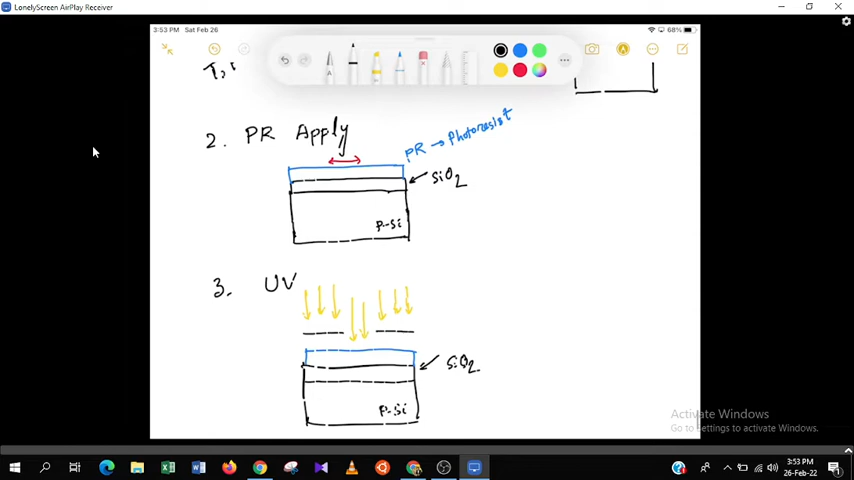 LonelyScreen AirPlay Receiver
3:53 PM Sat Feb 26
68%
2. PR Apply
PR → Photoresist
SiO2
P-Si
3. UV
SiO2
P-Si
Activate Windows
Go to Settings to activate Windows.
3:53 PM
26-Feb-22